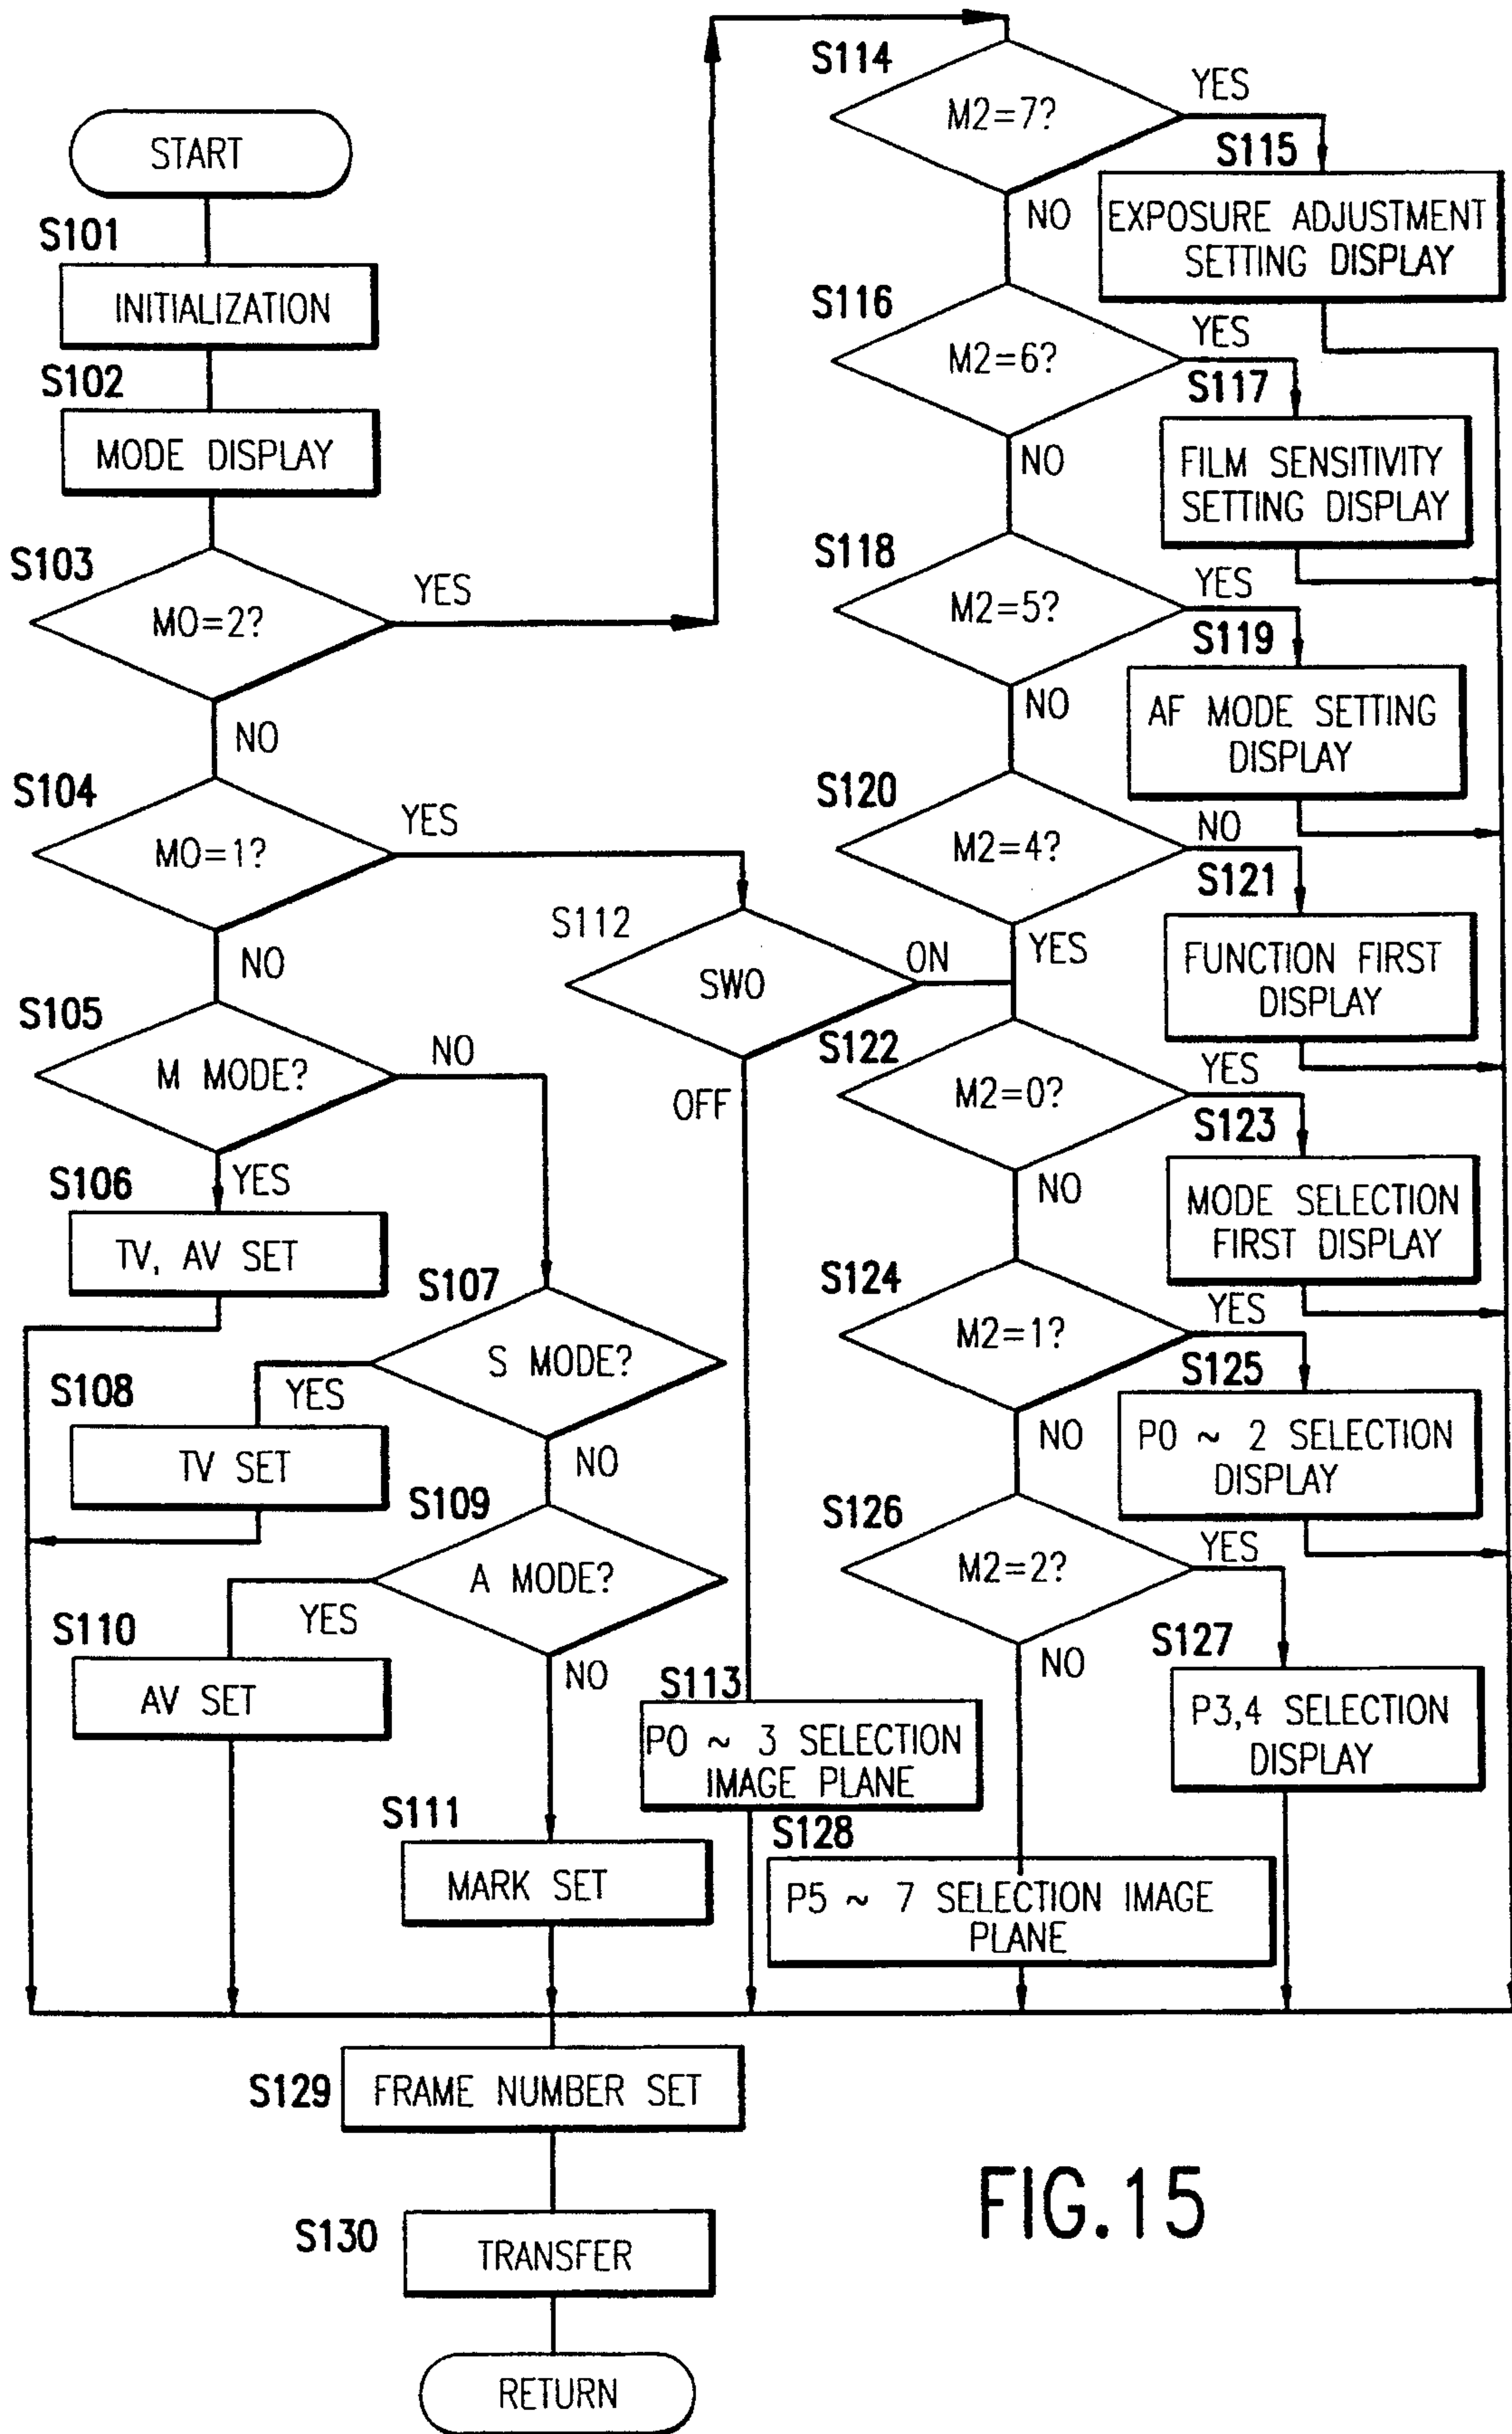 START
S101
INITIALIZATION
S102
MODE DISPLAY
S103
M0=2?
YES
NO
S104
M0=1?
YES
NO
S105
M MODE?
NO
YES
S106
TV, AV SET
S107
S MODE?
YES
NO
S108
TV SET
S109
A MODE?
YES
NO
S110
AV SET
S111
MARK SET
S112
SW0
ON
OFF
S113
P0 ~ 3 SELECTION
IMAGE PLANE
S114
M2=7?
YES
NO
S115
EXPOSURE ADJUSTMENT
SETTING DISPLAY
S116
M2=6?
YES
NO
S117
FILM SENSITIVITY
SETTING DISPLAY
S118
M2=5?
YES
NO
S119
AF MODE SETTING
DISPLAY
S120
M2=4?
NO
YES
S121
FUNCTION FIRST
DISPLAY
S122
M2=0?
YES
NO
S123
MODE SELECTION
FIRST DISPLAY
S124
M2=1?
YES
NO
S125
P0 ~ 2 SELECTION
DISPLAY
S126
M2=2?
YES
NO
S127
P3,4 SELECTION
DISPLAY
S128
P5 ~ 7 SELECTION IMAGE
PLANE
S129
FRAME NUMBER SET
S130
TRANSFER
RETURN
FIG.15